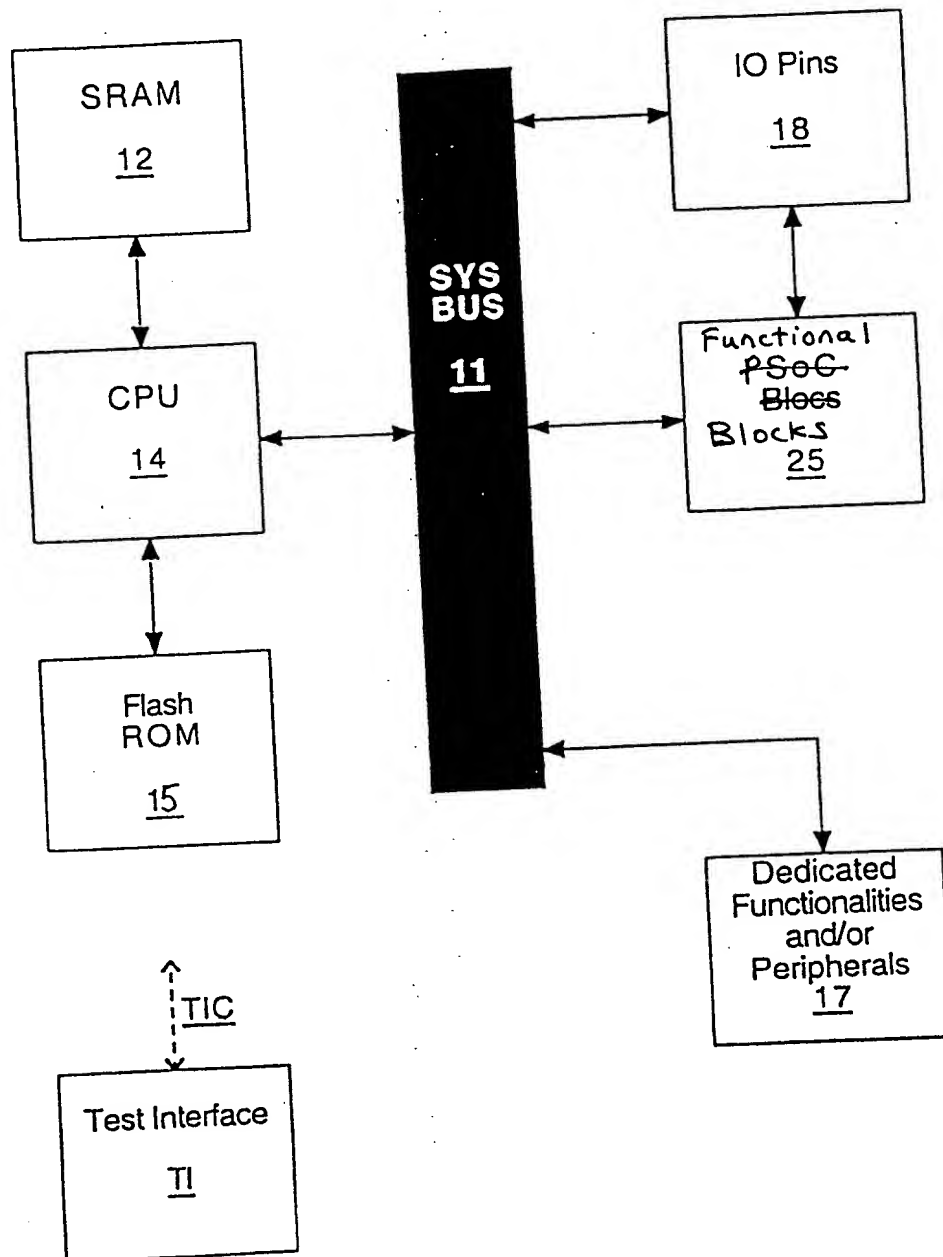 SRAM
12
IO Pins
18
SYS
BUS
11
CPU
14
Functional
PSoC
Blocs
Blocks
25
Flash
ROM
15
Dedicated
Functionalities
and/or
Peripherals
17
TIC
Test Interface
TI